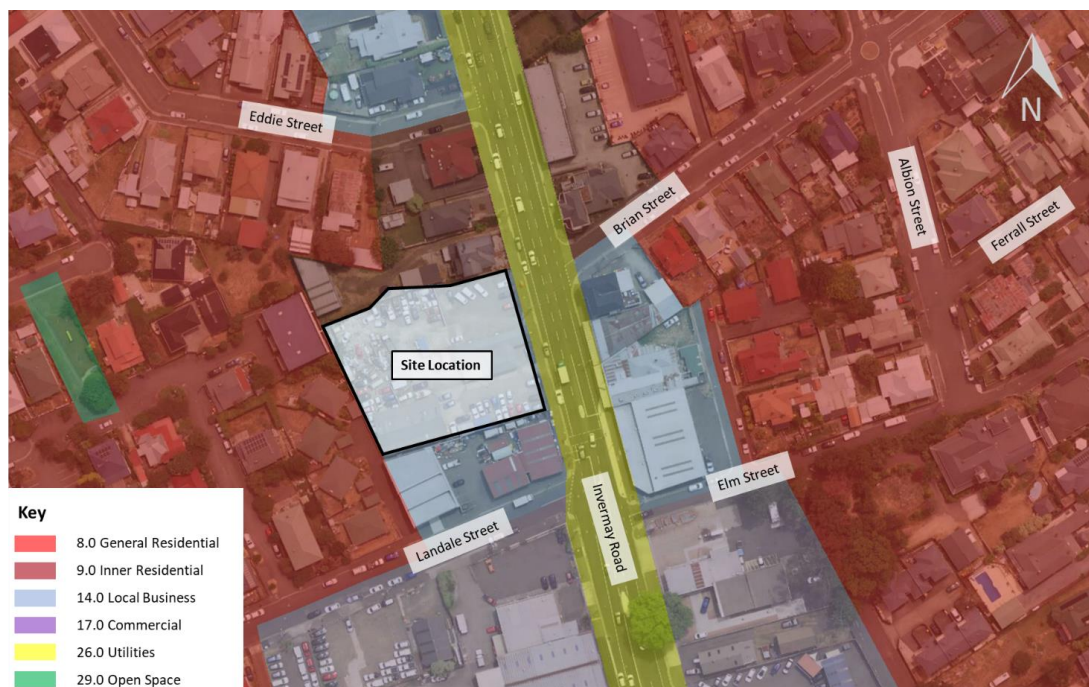 N
Eddie Street
Brian Street
Albion Street
Ferrall Street
Site Location
Elm Street
Invermay Road
Landale Street
Key
8.0 General Residential
9.0 Inner Residential
14.0 Local Business
17.0 Commercial
26.0 Utilities
29.0 Open Space